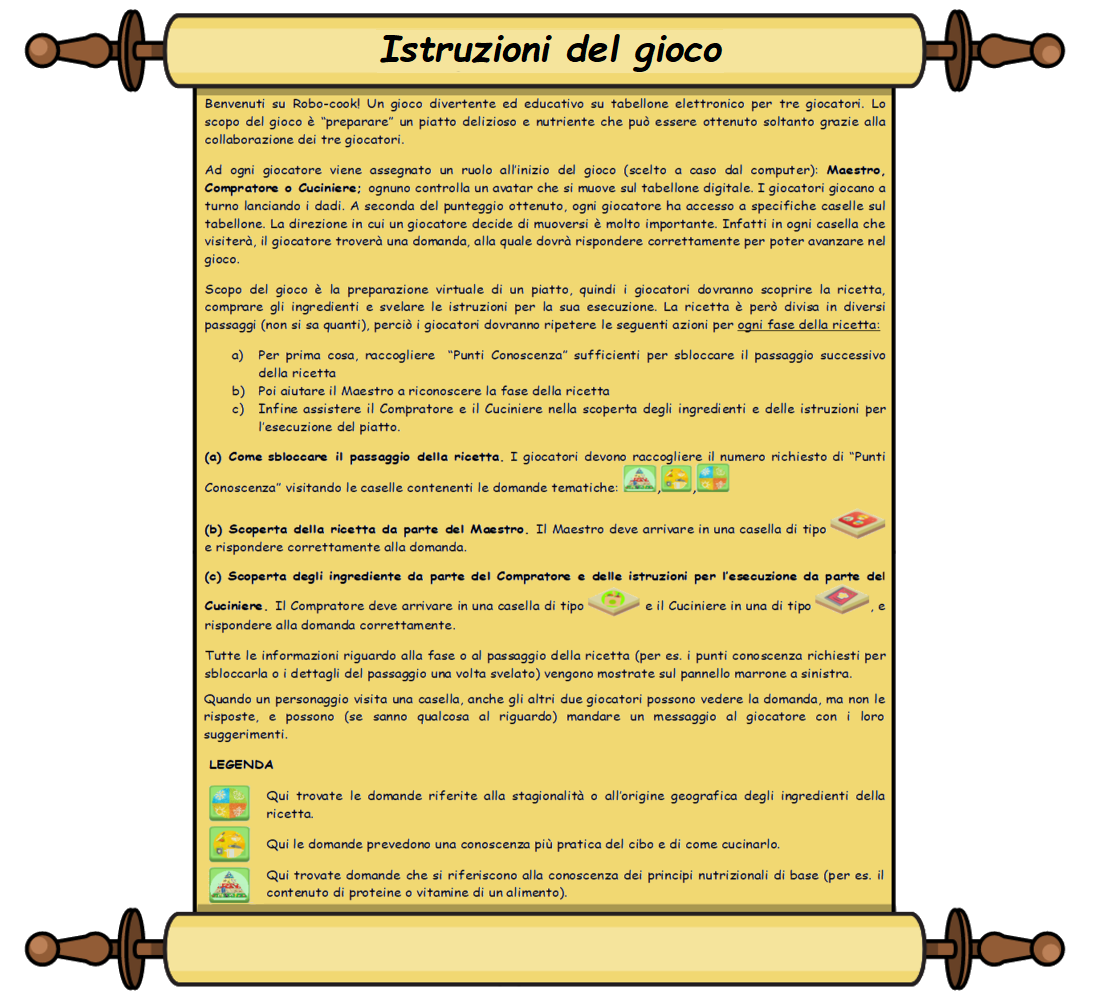 Istruzioni del gioco
Benvenuti su Robo-cook! Un gioco divertente ed educativo su tabellone elettronico per tre giocatori. Lo
scopo del gioco è “preparare” un piatto delizioso e nutriente che può essere ottenuto soltanto grazie alla
collaborazione dei tre giocatori.
Ad ogni giocatore viene assegnato un ruolo all’inizio del gioco (scelto a caso dal computer): Maestro,
Compratore o Cuciniere; ognuno controlla un avatar che si muove sul tabellone digitale. I giocatori giocano a
turno lanciando i dadi. A seconda del punteggio ottenuto, ogni giocatore ha accesso a specifiche caselle sul
tabellone. La direzione in cui un giocatore decide di muoversi è molto importante. Infatti in ogni casella che
visiterà, il giocatore troverà una domanda, alla quale dovrà rispondere correttamente per poter avanzare nel
gioco.
Scopo del gioco è la preparazione virtuale di un piatto, quindi i giocatori dovranno scoprire la ricetta,
comprare gli ingredienti e svelare le istruzioni per la sua esecuzione. La ricetta è però divisa in diversi
passaggi (non si sa quanti), perciò i giocatori dovranno ripetere le seguenti azioni per ogni fase della ricetta:
a) Per prima cosa, raccogliere “Punti Conoscenza” sufficienti per sbloccare il passaggio successivo
della ricetta
b) Poi aiutare il Maestro a riconoscere la fase della ricetta
c) Infine assistere il Compratore e il Cuciniere nella scoperta degli ingredienti e delle istruzioni per
l’esecuzione del piatto.
(a) Come sbloccare il passaggio della ricetta. I giocatori devono raccogliere il numero richiesto di “Punti
Conoscenza” visitando le caselle contenenti le domande tematiche: , ,
(b) Scoperta della ricetta da parte del Maestro. Il Maestro deve arrivare in una casella di tipo
e rispondere correttamente alla domanda.
(c) Scoperta degli ingrediente da parte del Compratore e delle istruzioni per l’esecuzione da parte del
Cuciniere. Il Compratore deve arrivare in una casella di tipo e il Cuciniere in una di tipo , e
rispondere alla domanda correttamente.
Tutte le informazioni riguardo alla fase o al passaggio della ricetta (per es. i punti conoscenza richiesti per
sbloccarla o i dettagli del passaggio una volta svelato) vengono mostrate sul pannello marrone a sinistra.
Quando un personaggio visita una casella, anche gli altri due giocatori possono vedere la domanda, ma non le
risposte, e possono (se sanno qualcosa al riguardo) mandare un messaggio al giocatore con i loro
suggerimenti.
LEGENDA
Qui trovate le domande riferite alla stagionalità o all’origine geografica degli ingredienti della
ricetta.
Qui le domande prevedono una conoscenza più pratica del cibo e di come cucinarlo.
Qui trovate domande che si riferiscono alla conoscenza dei principi nutrizionali di base (per es. il
contenuto di proteine o vitamine di un alimento).